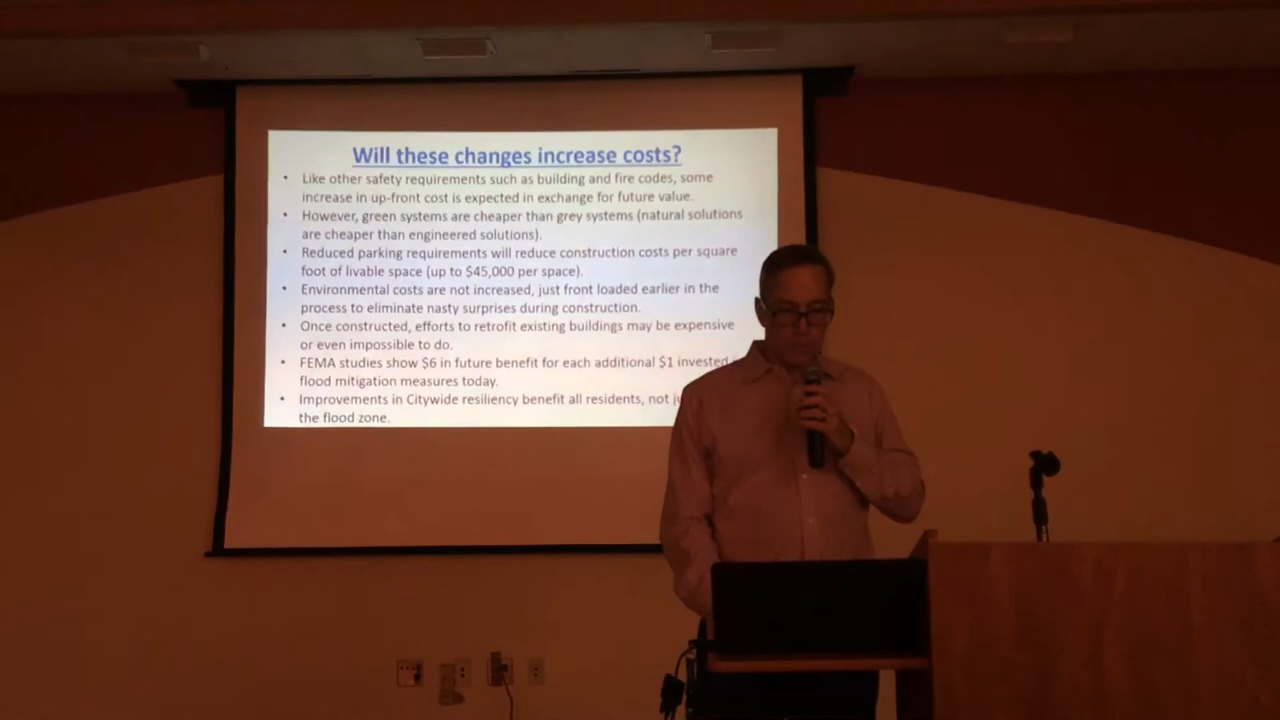 Will these changes increase costs?
• Like other safety requirements such as building and fire codes, some
increase in up-front cost is expected in exchange for future value.
• However, green systems are cheaper than grey systems (natural solutions
are cheaper than engineered solutions).
• Reduced parking requirements will reduce construction costs per square
foot of livable space (up to $45,000 per space).
• Environmental costs are not increased, just front loaded earlier in the
process to eliminate nasty surprises during construction.
• Once constructed, efforts to retrofit existing buildings may be expensive
or even impossible to do.
• FEMA studies show $6 in future benefit for each additional $1 invested
flood mitigation measures today.
• Improvements in Citywide resiliency benefit all residents, not
the flood zone.